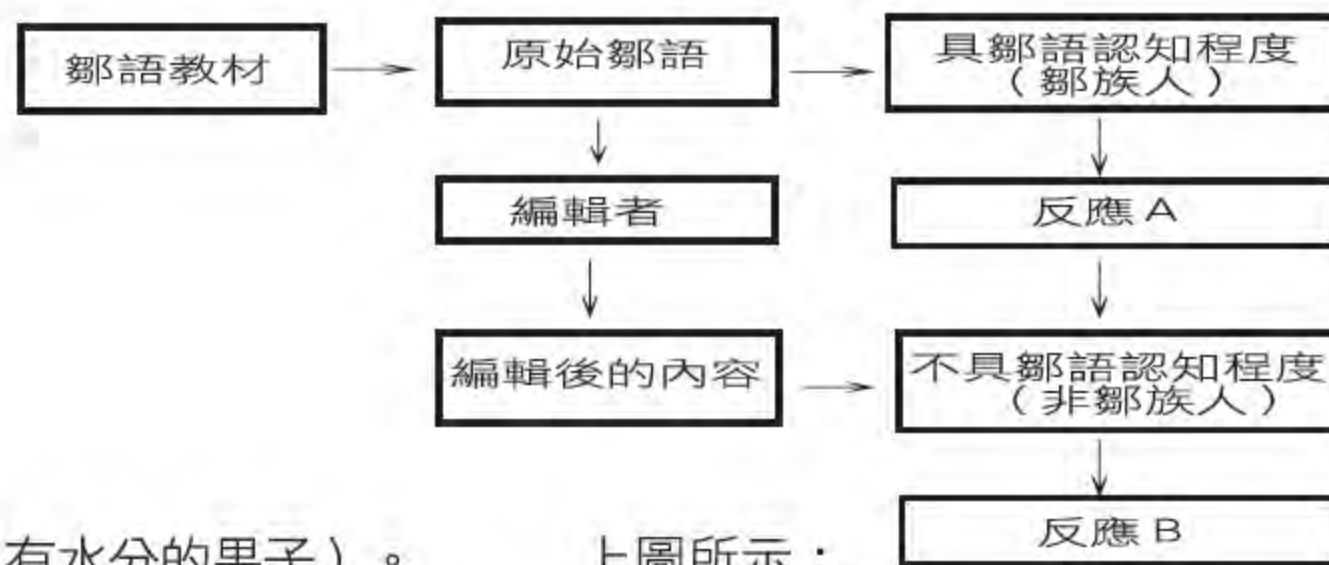 鄒語教材
原始鄒語
具鄒語認知程度
(鄒族人)
編輯者
反應A
編輯後的內容
不具鄒語認知程度
(非鄒族人)
反應B
有水分的果子)。
上圖所示: